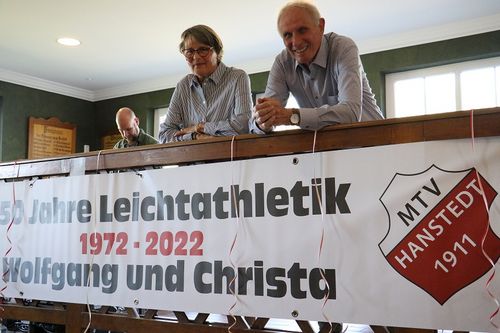 50 Jahre Leichtathletik
1972 - 2022
Wolfgang und Christa
MTV
HANSTEDT
1911